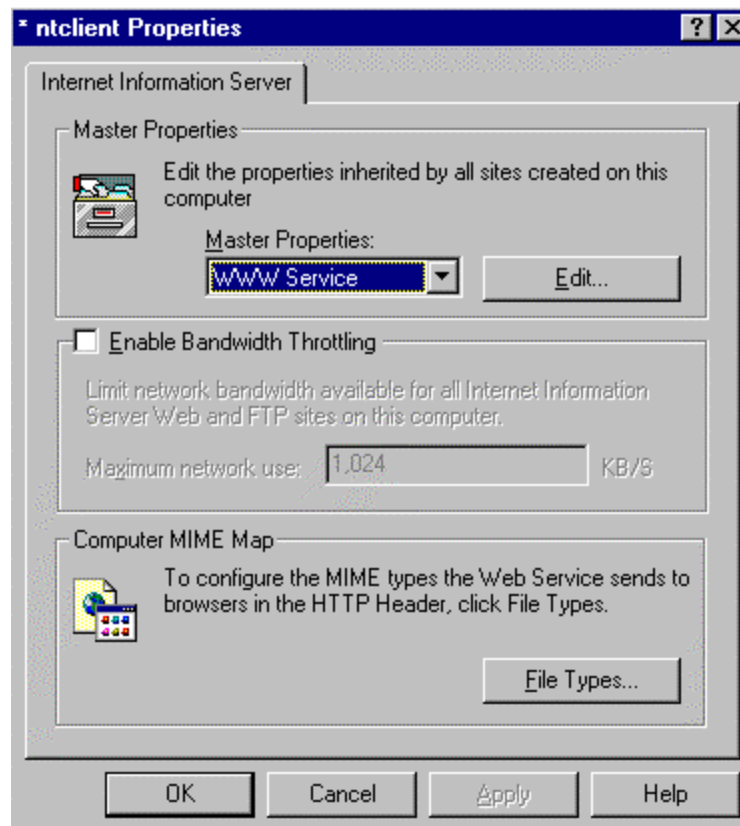 * ntclient Properties
Internet Information Server
Master Properties
Edit the properties inherited by all sites created on this
computer
Master Properties:
WWW Service
Edit...
Enable Bandwidth Throttling
Limit network bandwidth available for all Internet Information
Server Web and FTP sites on this computer.
Maximum network use: 1,024 KB/S
Computer MIME Map
To configure the MIME types the Web Service sends to
browsers in the HTTP Header, click File Types.
File Types...
OK Cancel Apply Help